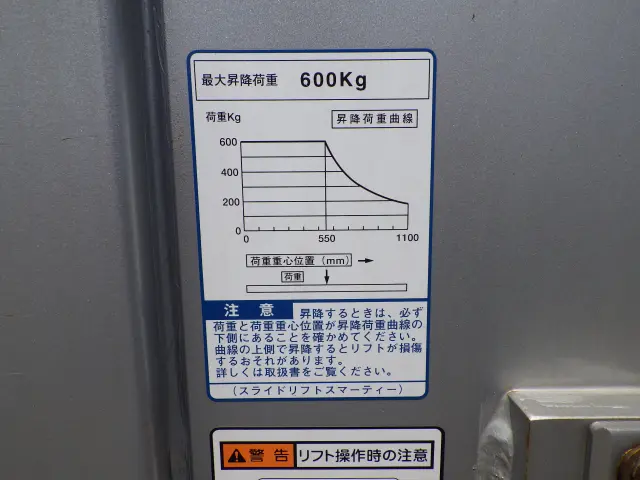 最大昇降荷重 600Kg
荷重Kg 昇降荷重曲線
600
400
200
0
0 550 1100
荷重重心位置(mm)
荷重
注意 昇降するときは、必ず
荷重と荷重重心位置が昇降荷重曲線の
下側にあることを確かめてください。
曲線の上側で昇降するとリフトが損傷
するおそれがあります。
詳しくは取扱書をご覧ください。
(スライドリフトスマーティー)
警告 リフト操作時の注意